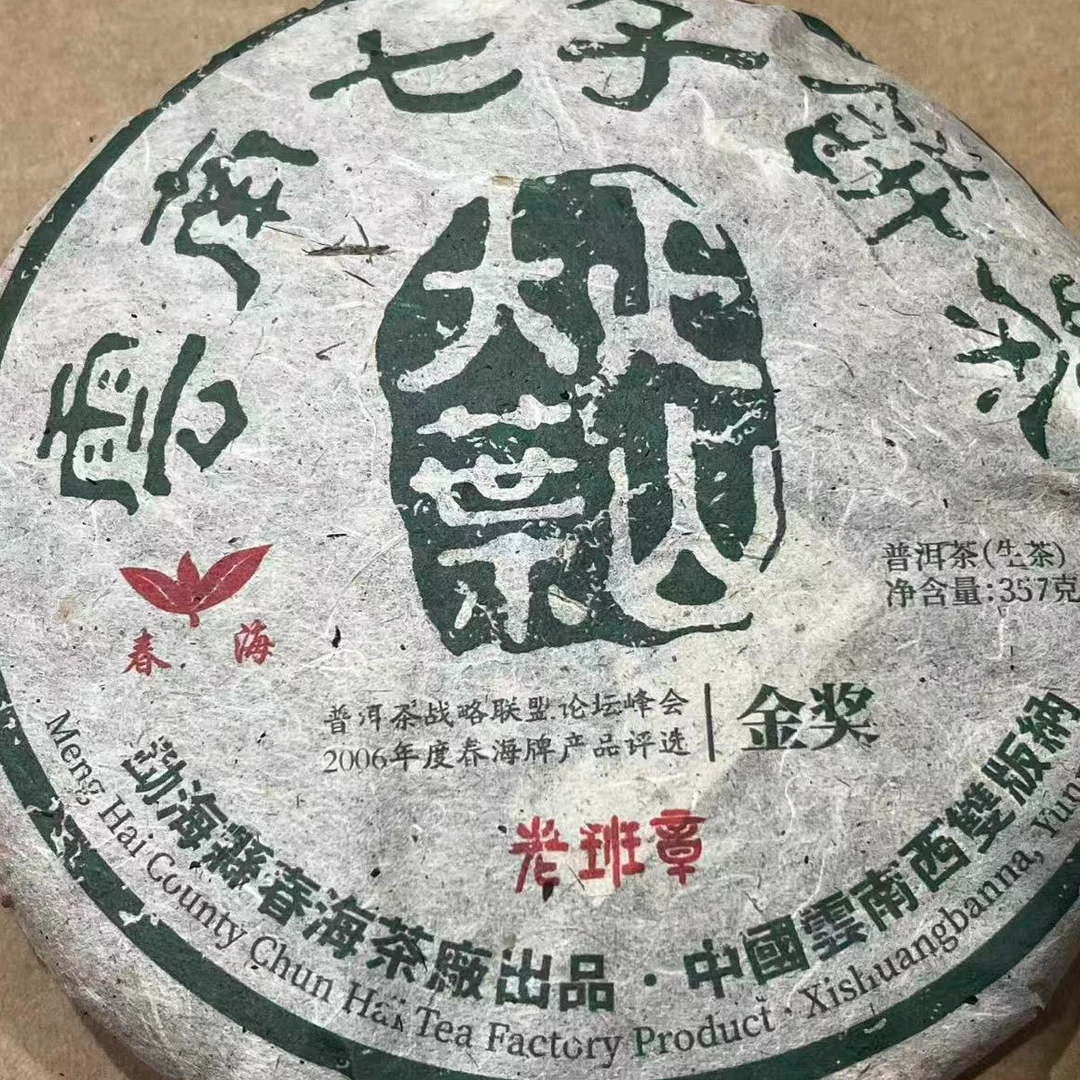 雲南七子餅茶
大山
大葉茶
春海
普洱茶(生茶)
净含量:357克
普洱茶战略联盟论坛峰会
2006年度春海牌产品评选
金奖
老班章
勐海縣春海茶廠出品·中國雲南西雙版納
Meng Hai County Chun Hai Tea Factory Product · Xishuangbanna,